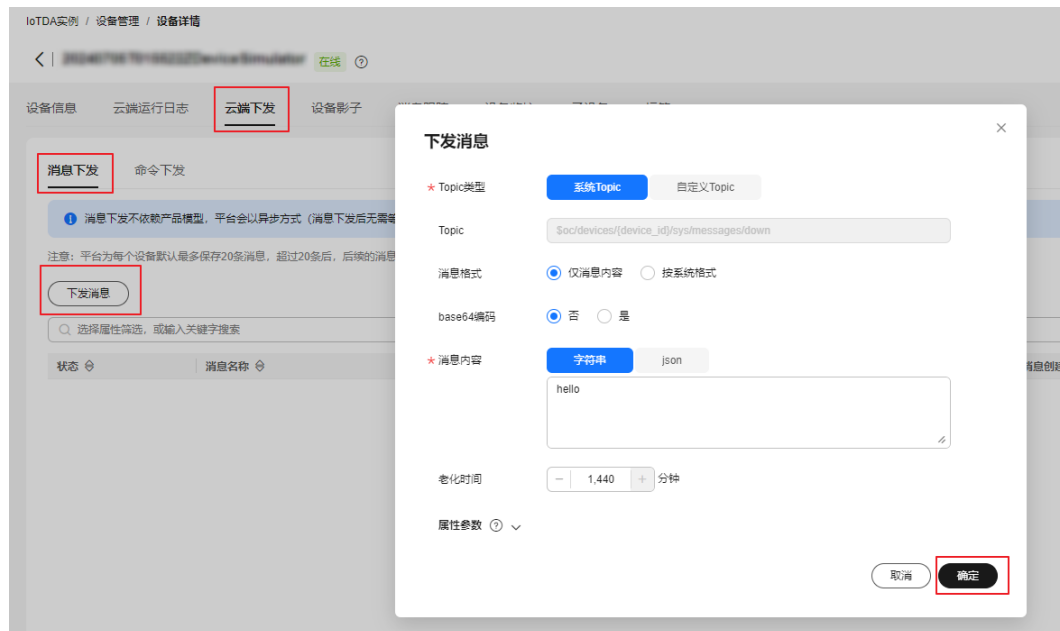 IoTDA实例 / 设备管理 / 设备详情
在线
设备信息 云端运行日志 云端下发 设备影子
消息下发 命令下发
消息下发不依赖产品模型，平台会以异步方式（消息下发后无需等
注意：平台为每个设备默认最多保存20条消息，超过20条后，后续的消息
下发消息
选择属性筛选，或输入关键字搜索
状态 消息名称
消息创建
下发消息
* Topic类型 系统Topic 自定义Topic
Topic $oc/devices/{device_id}/sys/messages/down
消息格式 仅消息内容 按系统格式
base64编码 否 是
* 消息内容 字符串 json
hello
老化时间 − 1,440 + 分钟
属性参数
取消 确定